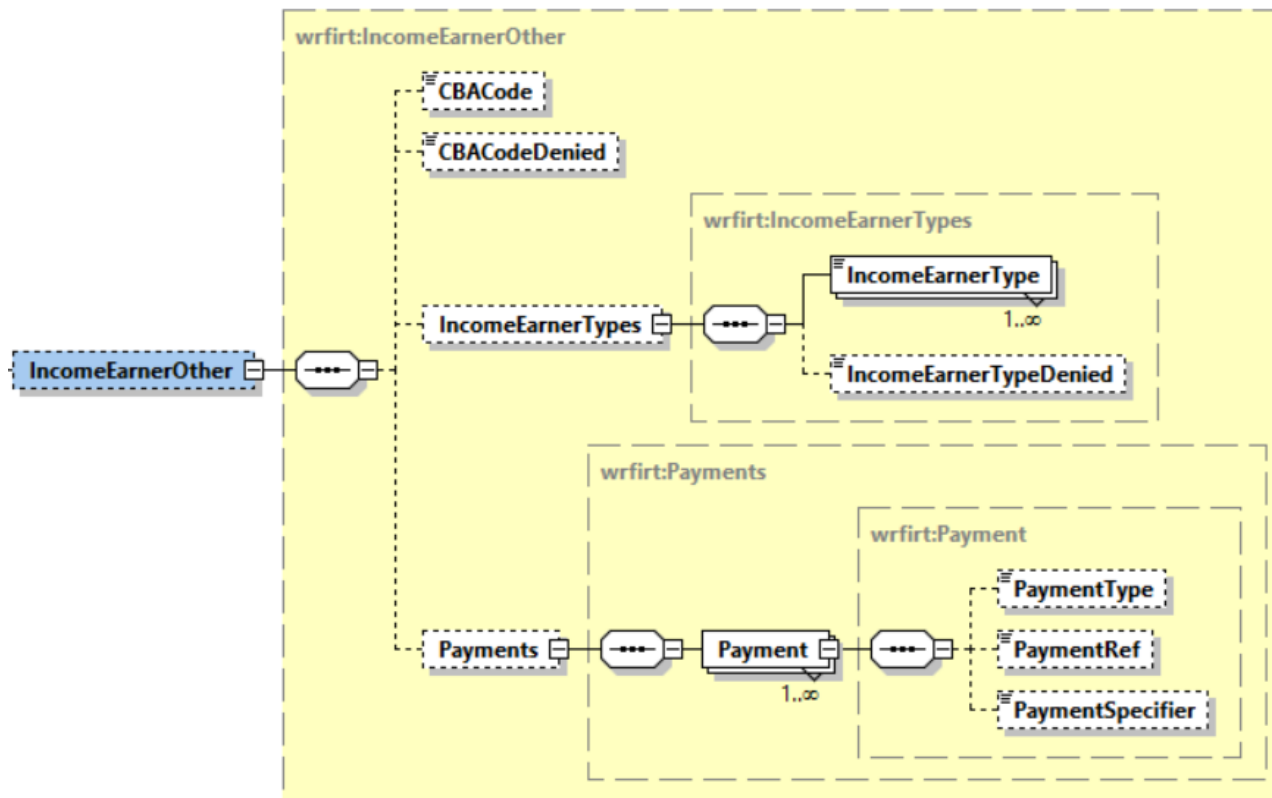 wrfirt:IncomeEarnerOther
CBACode
CBACodeDenied
wrfirt:IncomeEarnerTypes
IncomeEarnerType
1..∞
IncomeEarnerTypes
IncomeEarnerTypeDenied
IncomeEarnerOther
wrfirt:Payments
wrfirt:Payment
PaymentType
Payments
Payment
1..∞
PaymentRef
PaymentSpecifier